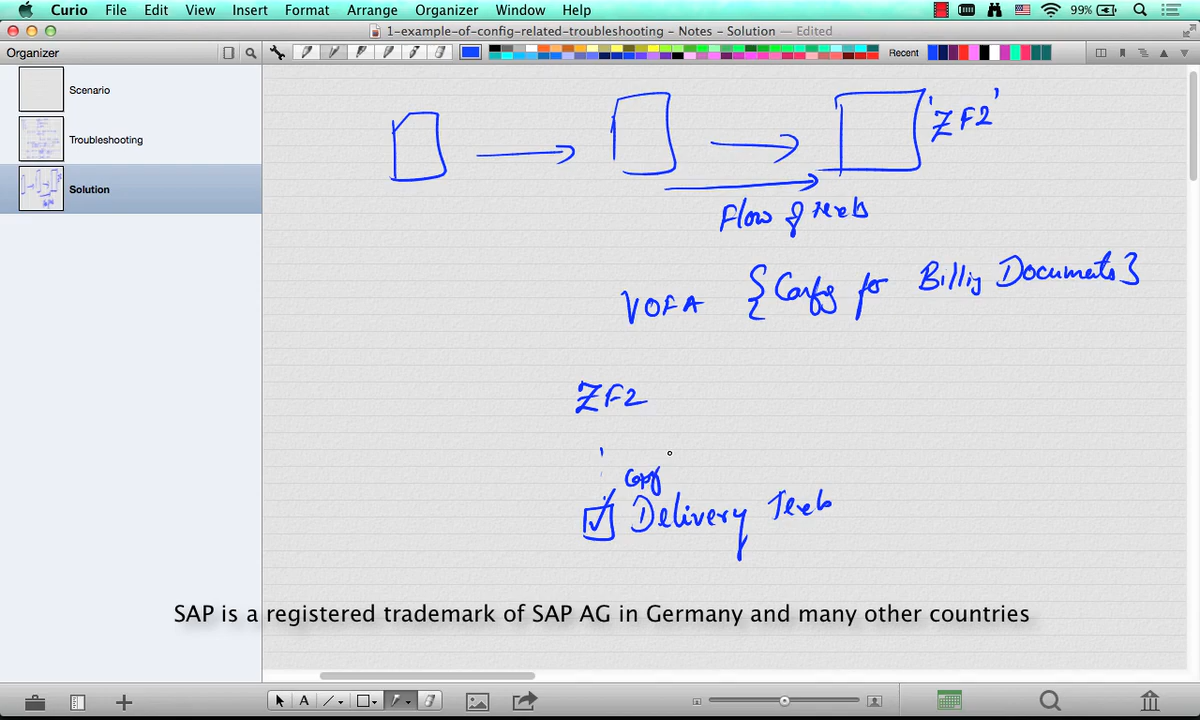 Curio File Edit View Insert Format Arrange Organizer Window Help 99%
1-example-of-config-related-troubleshooting – Notes – Solution — Edited
Organizer Recent
Scenario
Troubleshooting
Solution
'ZF2'
Flow of texts
VOFA {Config for Billing Documents}
ZF2
copy
Delivery Texts
SAP is a registered trademark of SAP AG in Germany and many other countries
A